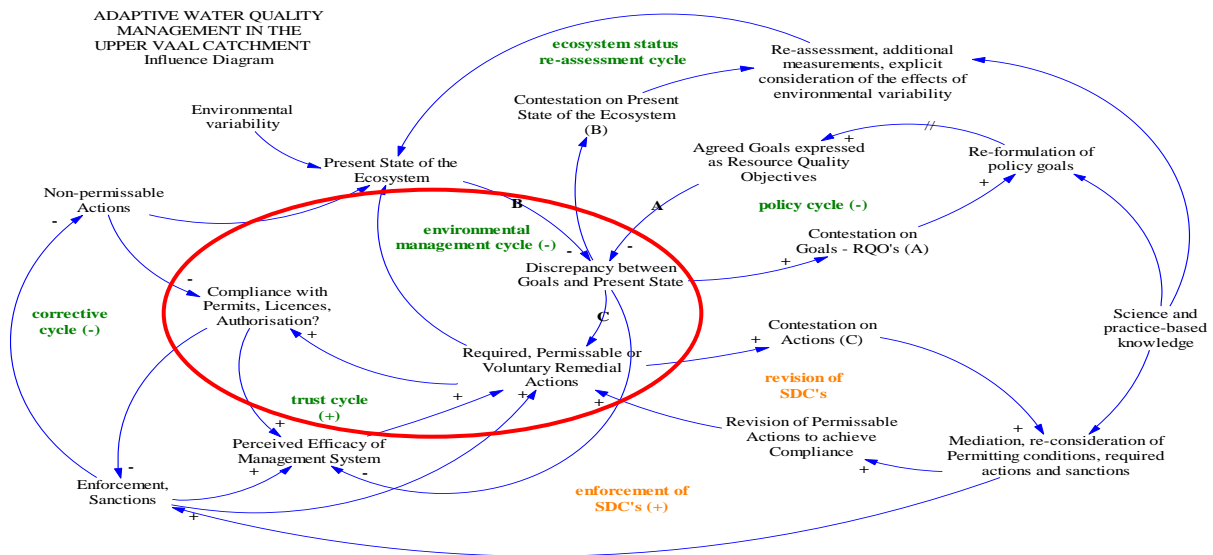 ADAPTIVE WATER QUALITY
MANAGEMENT IN THE
UPPER VAAL CATCHMENT
Influence Diagram
ecosystem status
re-assessment cycle
Re-assessment, additional
measurements, explicit
consideration of the effects of
environmental variability
Environmental
variability
Contestation on Present
State of the Ecosystem
(B)
//
+
Agreed Goals expressed
as Resource Quality
Objectives
Re-formulation of
policy goals
+
Present State of the
Ecosystem
-
Non-permissable
Actions
-
B
A
policy cycle (-)
environmental
management cycle (-)
-
-
Contestation on
Goals - RQO's (A)
+
Discrepancy between
Goals and Present State
-
Compliance with
Permits, Licences,
Authorisation?
+
corrective
cycle (-)
C
Contestation on
Actions (C)
+
Science and
practice-based
knowledge
Required, Permissable or
Voluntary Remedial
Actions
+
+
+
revision of
SDC's
trust cycle
(+)
+
Revision of Permissable
Actions to achieve
Compliance
+
+
Mediation, re-consideration of
Permitting conditions, required
actions and sanctions
Perceived Efficacy of
Management System
+
-
-
Enforcement,
Sanctions
+
enforcement of
SDC's (+)